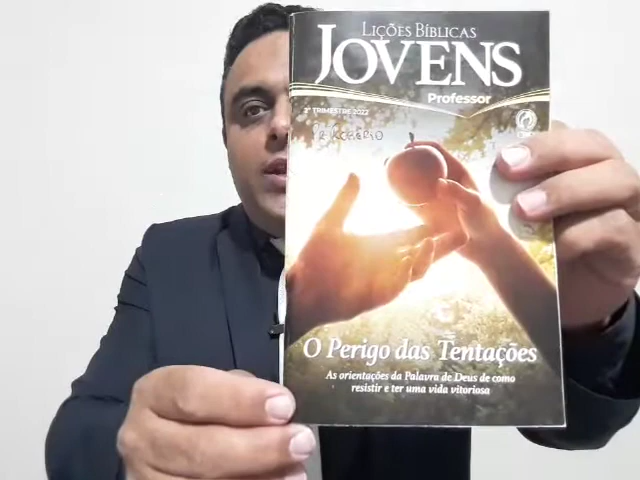 Lições Bíblicas
Jovens
Professor
2º TRIMESTRE 2022
O Perigo das Tentações
As orientações da Palavra de Deus de como
resistir e ter uma vida vitoriosa